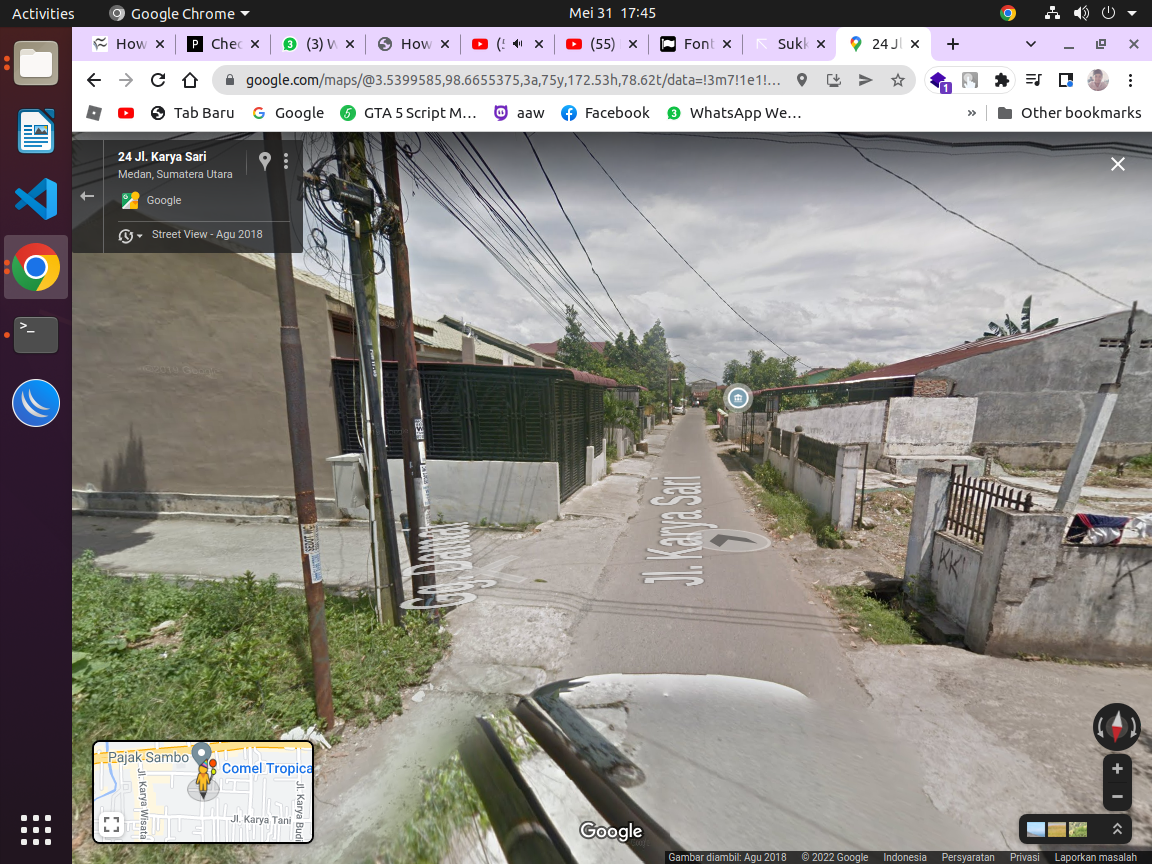 Activities
Google Chrome
Mei 31 17:45
How
Chec
(3) W
How
(55)
Font
Sukk
24 Jl
google.com/maps/@3.5399585,98.6655375,3a,75y,172.53h,78.62t/data=!3m7!1e1!...
1
Tab Baru
Google
GTA 5 Script M...
aaw
Facebook
WhatsApp We...
»
Other bookmarks
24 Jl. Karya Sari
Medan, Sumatera Utara
Google
Street View - Agu 2018
Jl. Karya Sari
KK
SEDOT WC
Pajak Sambo
Comel Tropica
Jl. Karya Wisata
Jl. Karya Tani
Jl. Karya Budi
Google
Gambar diambil: Agu 2018 © 2022 Google Indonesia Persyaratan Privasi Laporkan masalah